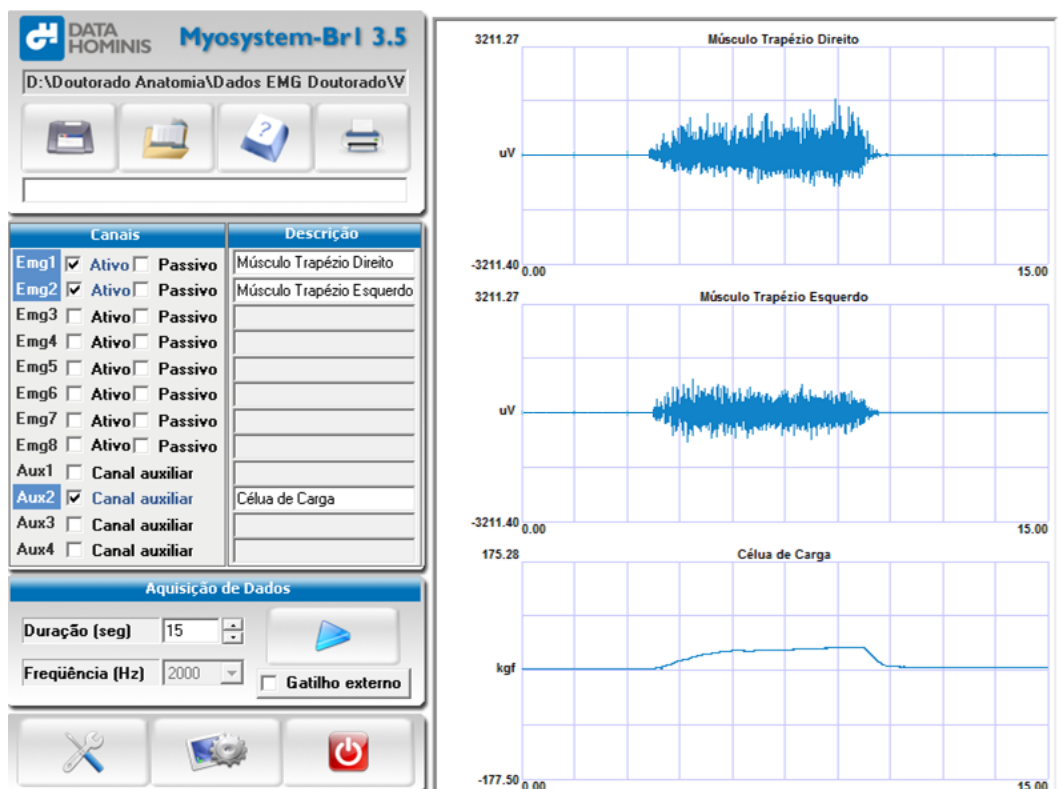 DATA
HOMINIS
Myosystem-Br1 3.5
D:\Doutorado Anatomia\Dados EMG Doutorado\V
Canais Descrição
Emg1 Ativo Passivo Músculo Trapézio Direito
Emg2 Ativo Passivo Músculo Trapézio Esquerdo
Emg3 Ativo Passivo
Emg4 Ativo Passivo
Emg5 Ativo Passivo
Emg6 Ativo Passivo
Emg7 Ativo Passivo
Emg8 Ativo Passivo
Aux1 Canal auxiliar
Aux2 Canal auxiliar Célua de Carga
Aux3 Canal auxiliar
Aux4 Canal auxiliar
Aquisição de Dados
Duração (seg) 15
Freqüência (Hz) 2000
Gatilho externo
3211.27 Músculo Trapézio Direito
uV
-3211.40 0.00 15.00
3211.27 Músculo Trapézio Esquerdo
uV
-3211.40 0.00 15.00
175.28 Célua de Carga
kgf
-177.50 0.00 15.00